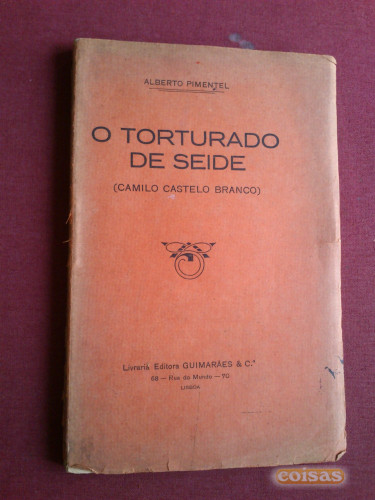 ALBERTO PIMENTEL
O TORTURADO
DE SEIDE
(CAMILO CASTELO BRANCO)
Livraria Editora GUIMARÃES & C.ª
68 — Rua do Mundo — 70
LISBOA
coisas